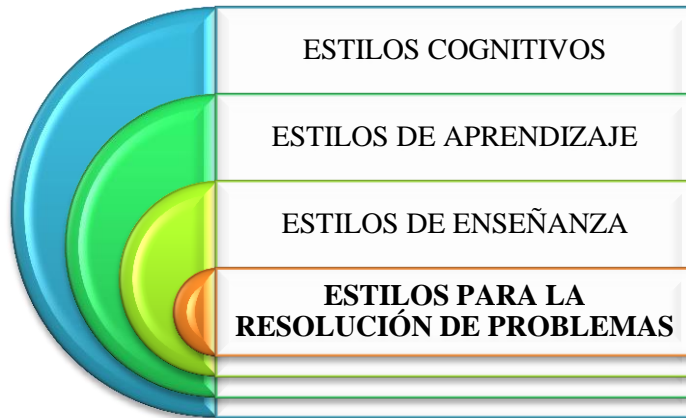 ESTILOS COGNITIVOS
ESTILOS DE APRENDIZAJE
ESTILOS DE ENSEÑANZA
ESTILOS PARA LA
RESOLUCIÓN DE PROBLEMAS